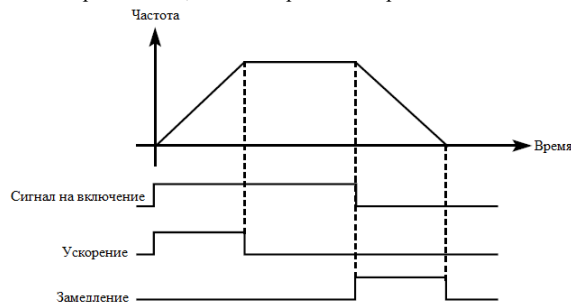 Частота
Время
Сигнал на включение
Ускорение
Замедление